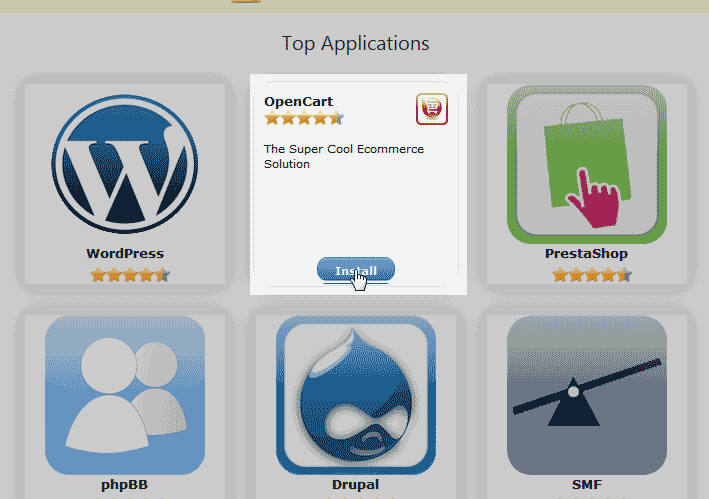 Top Applications
OpenCart
The Super Cool Ecommerce
Solution
Install
WordPress
PrestaShop
phpBB
Drupal
SMF